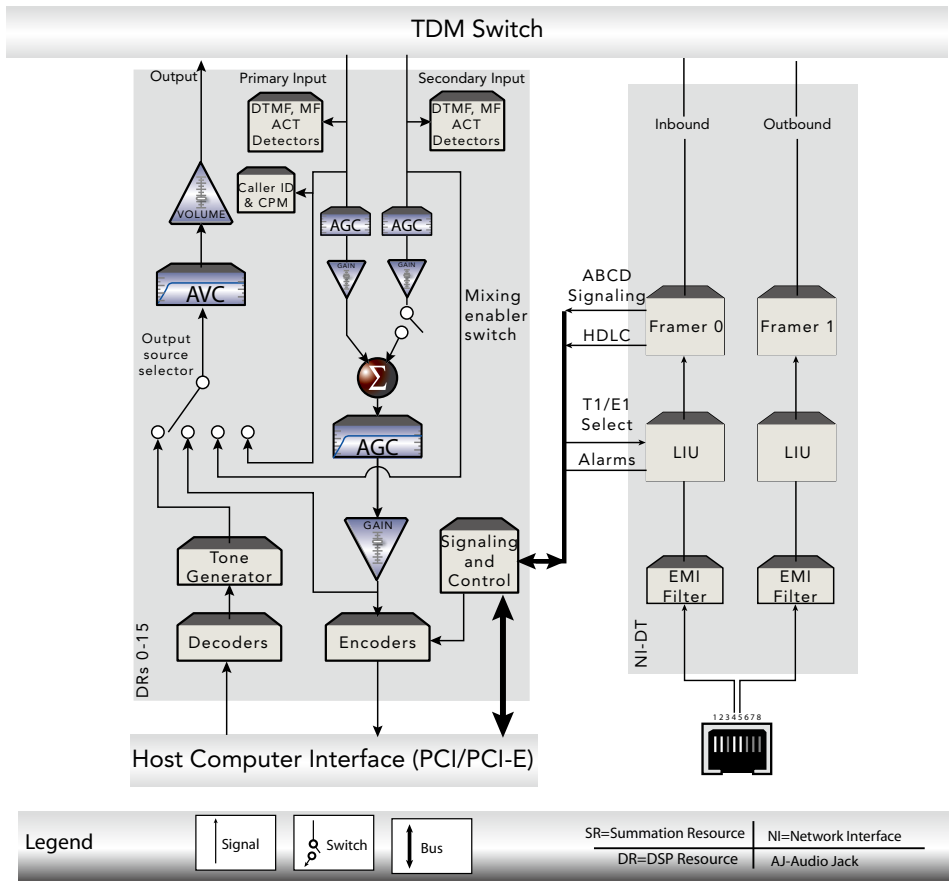 TDM Switch
Output
Primary Input
Secondary Input
DTMF, MF
ACT
Detectors
DTMF, MF
ACT
Detectors
Inbound
Outbound
Caller ID
& CPM
VOLUME
AGC
AGC
GAIN
GAIN
AVC
Mixing
enabler
switch
ABCD
Signaling
Framer 0
Framer 1
HDLC
Output
source
selector
Σ
T1/E1
Select
AGC
LIU
LIU
Alarms
GAIN
Signaling
and
Control
Tone
Generator
EMI
Filter
EMI
Filter
Decoders
Encoders
DRs 0-15
NI-DT
12345678
Host Computer Interface (PCI/PCI-E)
Legend
Signal
Switch
Bus
SR=Summation Resource
NI=Network Interface
DR=DSP Resource
AJ-Audio Jack